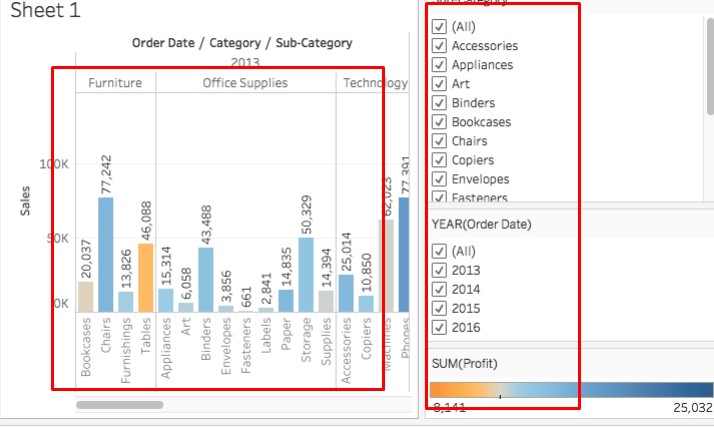 Sheet 1
Order Date / Category / Sub-Category
2013
Furniture
Office Supplies
Technology
100K
50K
0K
Sales
20,037
77,242
13,826
46,088
15,314
6,058
43,488
3,856
661
2,841
14,835
50,329
14,394
25,014
10,850
62,023
77,391
Bookcases
Chairs
Furnishings
Tables
Appliances
Art
Binders
Envelopes
Fasteners
Labels
Paper
Storage
Supplies
Accessories
Copiers
Machines
Phones
Sub-Category
(All)
Accessories
Appliances
Art
Binders
Bookcases
Chairs
Copiers
Envelopes
Fasteners
YEAR(Order Date)
(All)
2013
2014
2015
2016
SUM(Profit)
-8,141
25,032